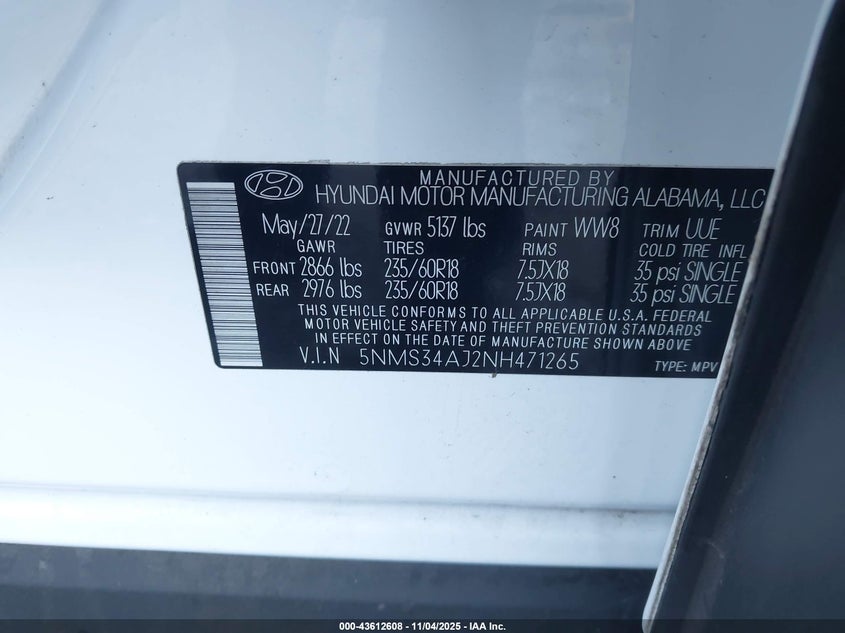 MANUFACTURED BY
HYUNDAI MOTOR MANUFACTURING ALABAMA, LLC
May/27/22 GVWR 5137 lbs PAINT WW8 TRIM UUE
GAWR TIRES RIMS COLD TIRE INFL
FRONT 2866 lbs 235/60R18 7.5JX18 35 psi SINGLE
REAR 2976 lbs 235/60R18 7.5JX18 35 psi SINGLE
THIS VEHICLE CONFORMS TO ALL APPLICABLE U.S.A. FEDERAL
MOTOR VEHICLE SAFETY AND THEFT PREVENTION STANDARDS
IN EFFECT ON THE DATE OF MANUFACTURE SHOWN ABOVE
V.I.N 5NMS34AJ2NH471265 TYPE: MPV
000-43612608 - 11/04/2025 - IAA Inc.